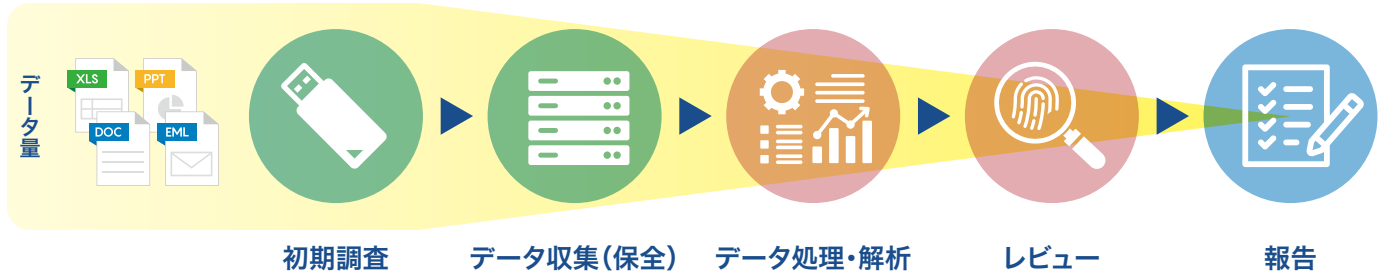 データ量
XLS
PPT
DOC
EML
初期調査
データ収集(保全)
データ処理・解析
レビュー
報告